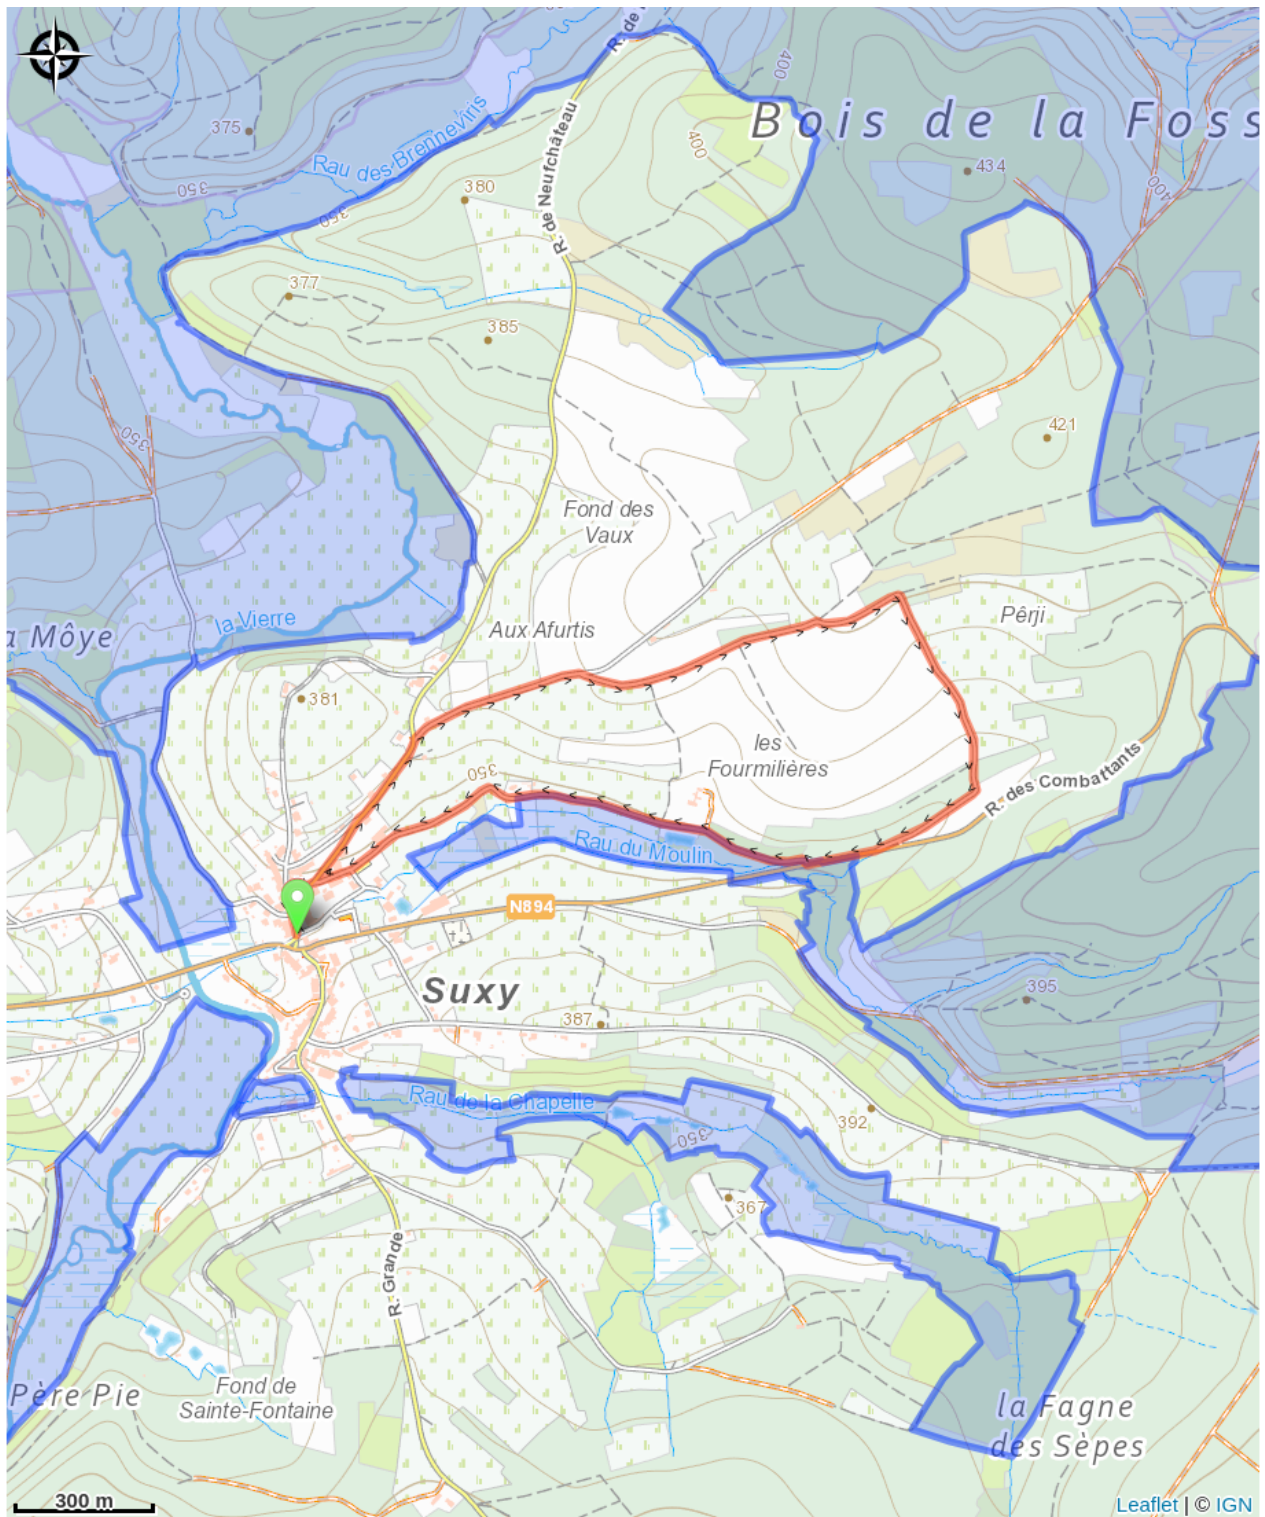 R. de
400
Bois de la Foss
375
Rau des Brenneviris
R. de Neufchâteau
400
434
350
380
400
350
377
385
421
350
Fond des
Vaux
la Vierre
Aux Afurtis
Pêrji
a Môye
381
les
Fourmilières
350
R. des Combattants
Rau du Moulin
N894
Suxy
395
387
Rau de la Chapelle
392
350
367
R. Grande
Père Pie
Fond de
Sainte-Fontaine
la Fagne
des Sèpes
300 m
Leaflet | © IGN